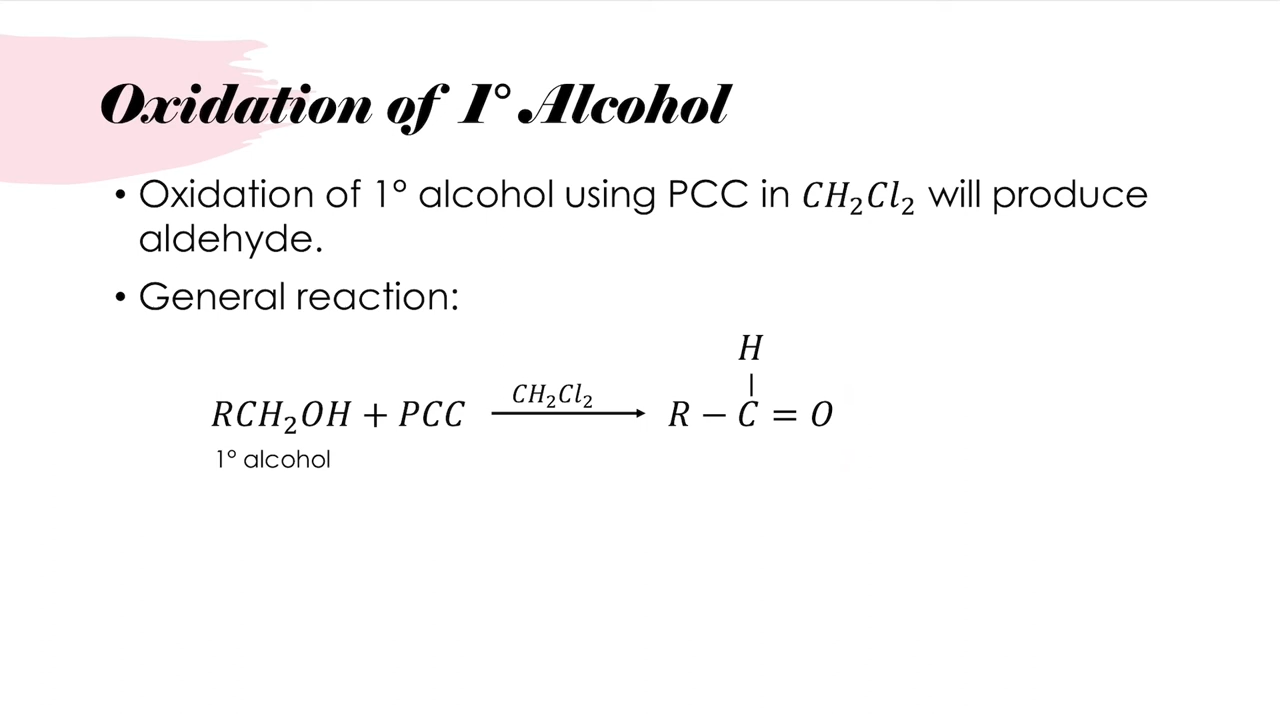 Oxidation of 1° Alcohol
• Oxidation of 1° alcohol using PCC in CH₂Cl₂ will produce
aldehyde.
• General reaction:
H
|
CH₂Cl₂
RCH₂OH + PCC ⟶ R − C = O
1° alcohol